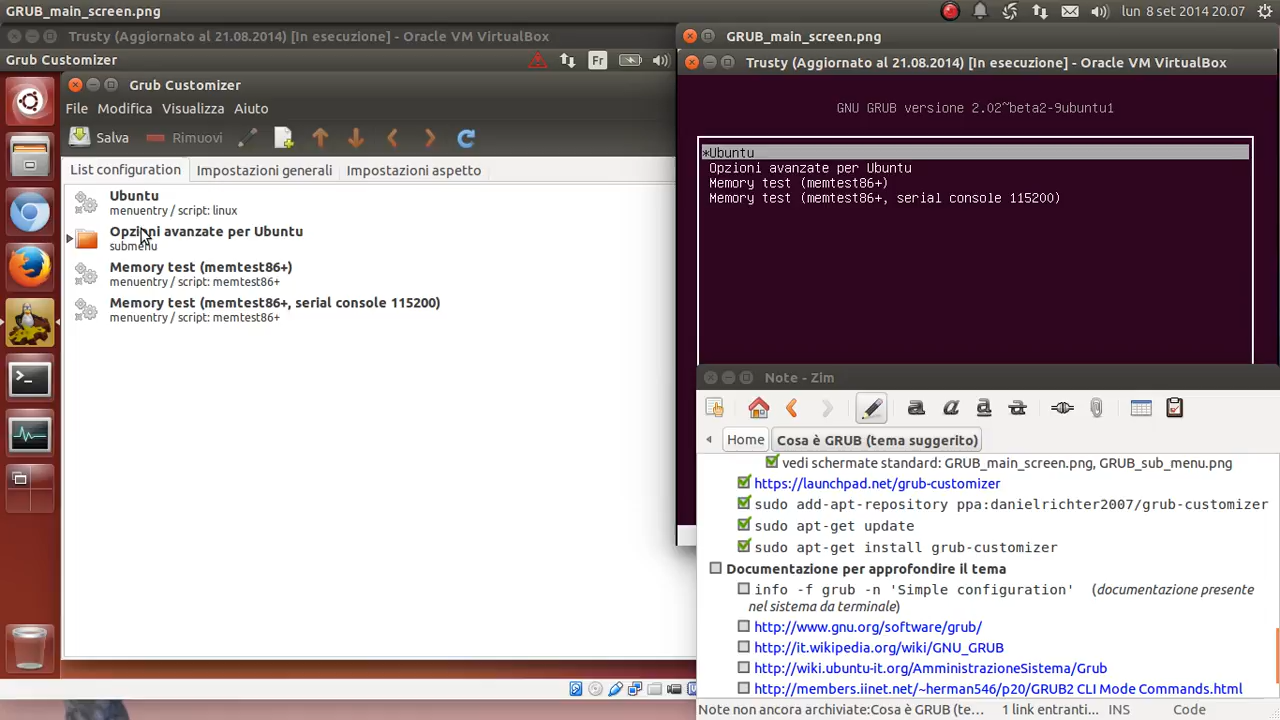 GRUB_main_screen.png
lun 8 set 2014 20.07
Trusty (Aggiornato al 21.08.2014) [In esecuzione] - Oracle VM VirtualBox
Grub Customizer
Fr
Grub Customizer
File Modifica Visualizza Aiuto
Salva Rimuovi
List configuration Impostazioni generali Impostazioni aspetto
Ubuntu
menuentry / script: linux
Opzioni avanzate per Ubuntu
submenu
Memory test (memtest86+)
menuentry / script: memtest86+
Memory test (memtest86+, serial console 115200)
menuentry / script: memtest86+
GRUB_main_screen.png
Trusty (Aggiornato al 21.08.2014) [In esecuzione] - Oracle VM VirtualBox
GNU GRUB versione 2.02~beta2-9ubuntu1
*Ubuntu
Opzioni avanzate per Ubuntu
Memory test (memtest86+)
Memory test (memtest86+, serial console 115200)
Note - Zim
Home Cosa è GRUB (tema suggerito)
vedi schermate standard: GRUB_main_screen.png, GRUB_sub_menu.png
https://launchpad.net/grub-customizer
sudo add-apt-repository ppa:danielrichter2007/grub-customizer
sudo apt-get update
sudo apt-get install grub-customizer
Documentazione per approfondire il tema
info -f grub -n 'Simple configuration' (documentazione presente
nel sistema da terminale)
http://www.gnu.org/software/grub/
http://it.wikipedia.org/wiki/GNU_GRUB
http://wiki.ubuntu-it.org/AmministrazioneSistema/Grub
http://members.iinet.net/~herman546/p20/GRUB2 CLI Mode Commands.html
Note non ancora archiviate:Cosa è GRUB (te... 1 link entranti... INS Code